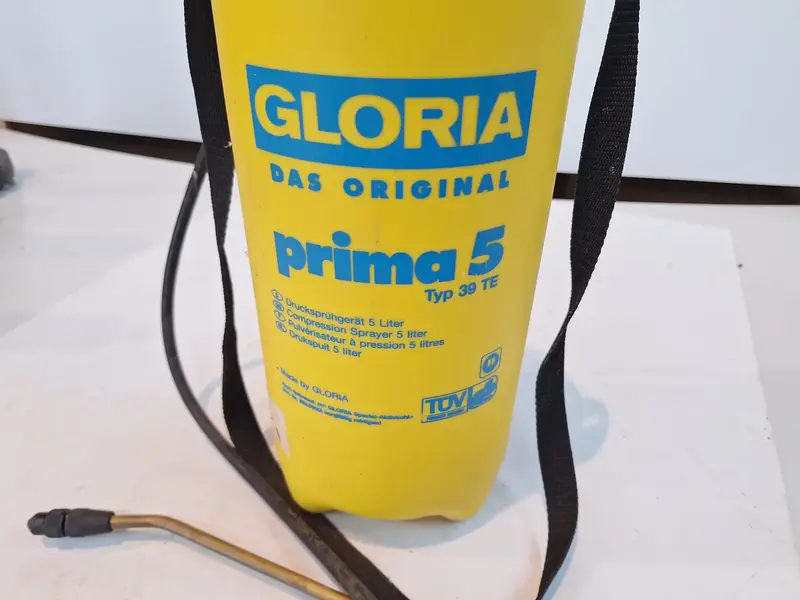 GLORIA
DAS ORIGINAL
prima 5
Typ 39 TE
Drucksprühgerät 5 Liter
Compression Sprayer 5 liter
Pulvérisateur à pression 5 litres
Drukspuit 5 liter
Made by GLORIA
TÜV